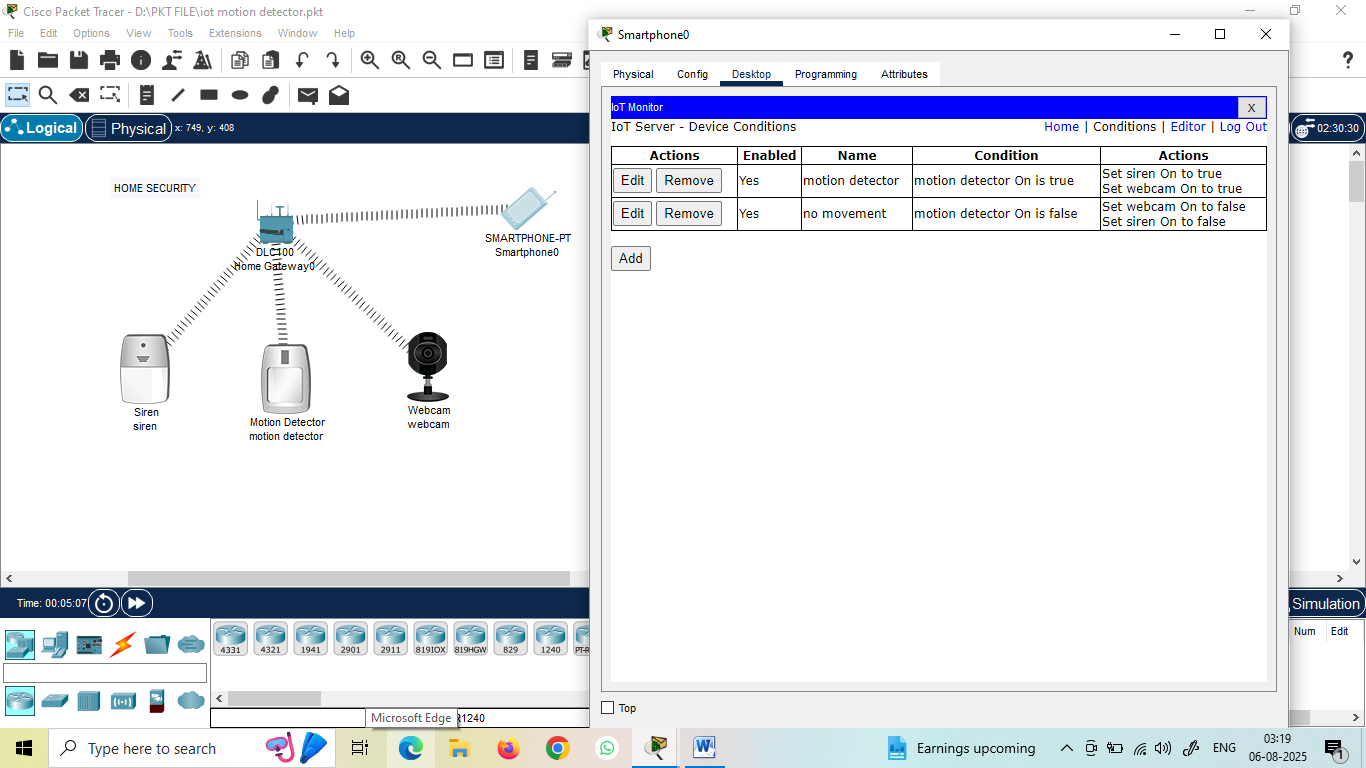 Cisco Packet Tracer - D:\PKT FILE\iot motion detector.pkt
File Edit Options View Tools Extensions Window Help
Logical Physical x: 749, y: 408
02:30:30
HOME SECURITY
DLC100
Home Gateway0
SMARTPHONE-PT
Smartphone0
Siren
siren
Motion Detector
motion detector
Webcam
webcam
Smartphone0
Physical Config Desktop Programming Attributes
IoT Monitor X
IoT Server - Device Conditions Home | Conditions | Editor | Log Out
Actions Enabled Name Condition Actions
Edit Remove Yes motion detector motion detector On is true Set siren On to true
Set webcam On to true
Edit Remove Yes no movement motion detector On is false Set webcam On to false
Set siren On to false
Add
Top
Time: 00:05:07
Simulation
4331 4321 1941 2901 2911 819IOX 819HGW 829 1240 PT-R
Num Edit
Microsoft Edge
1240
Type here to search
Earnings upcoming
ENG
03:19
06-08-2025
1